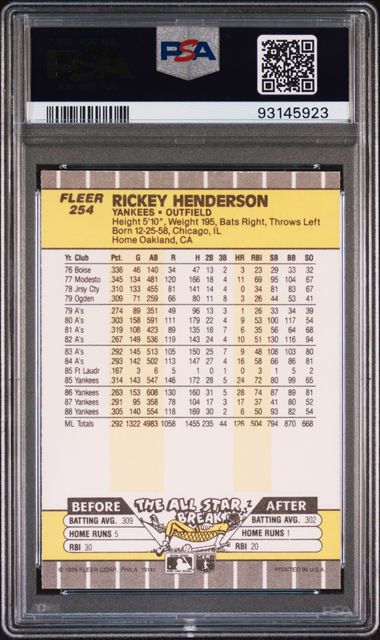 PSA
PSA
93145923
FLEER
254
RICKEY HENDERSON
YANKEES • OUTFIELD
Height 5'10", Weight 195, Bats Right, Throws Left
Born 12-25-58, Chicago, IL
Home Oakland, CA
Yr. Club Pct. G AB R H 2B 3B HR RBI SB BB SO
76 Boise .336 46 140 34 47 13 2 3 23 29 33 32
77 Modesto .345 134 481 120 166 18 4 11 69 95 104 67
78 Jrsy Cty .310 133 455 81 141 14 4 0 34 81 83 67
79 Ogden .309 71 259 66 80 11 8 3 26 44 53 41
79 A's .274 89 351 49 96 13 3 1 26 33 34 39
80 A's .303 158 591 111 179 22 4 9 53 100 117 54
81 A's .319 108 423 89 135 18 7 6 35 56 64 68
82 A's .267 149 536 119 143 24 4 10 51 130 116 94
83 A's .292 145 513 105 150 25 7 9 48 108 103 80
84 A's .293 142 502 113 147 27 4 16 58 66 86 81
85 Ft Laudr .167 3 6 5 1 0 1 0 3 1 5 2
85 Yankees .314 143 547 146 172 28 5 24 72 80 99 65
86 Yankees .263 153 608 130 160 31 5 28 74 87 89 81
87 Yankees .291 95 358 78 104 17 3 17 37 41 80 52
88 Yankees .305 140 554 118 169 30 2 6 50 93 82 54
ML Totals .292 1322 4983 1058 1455 235 44 126 504 794 870 668
BEFORE THE ALL STAR BREAK AFTER
BATTING AVG. .309 BATTING AVG. .302
HOME RUNS 5 HOME RUNS 1
RBI 30 RBI 20
© 1989 FLEER CORP., PHILA. 19141 PRINTED IN U.S.A.